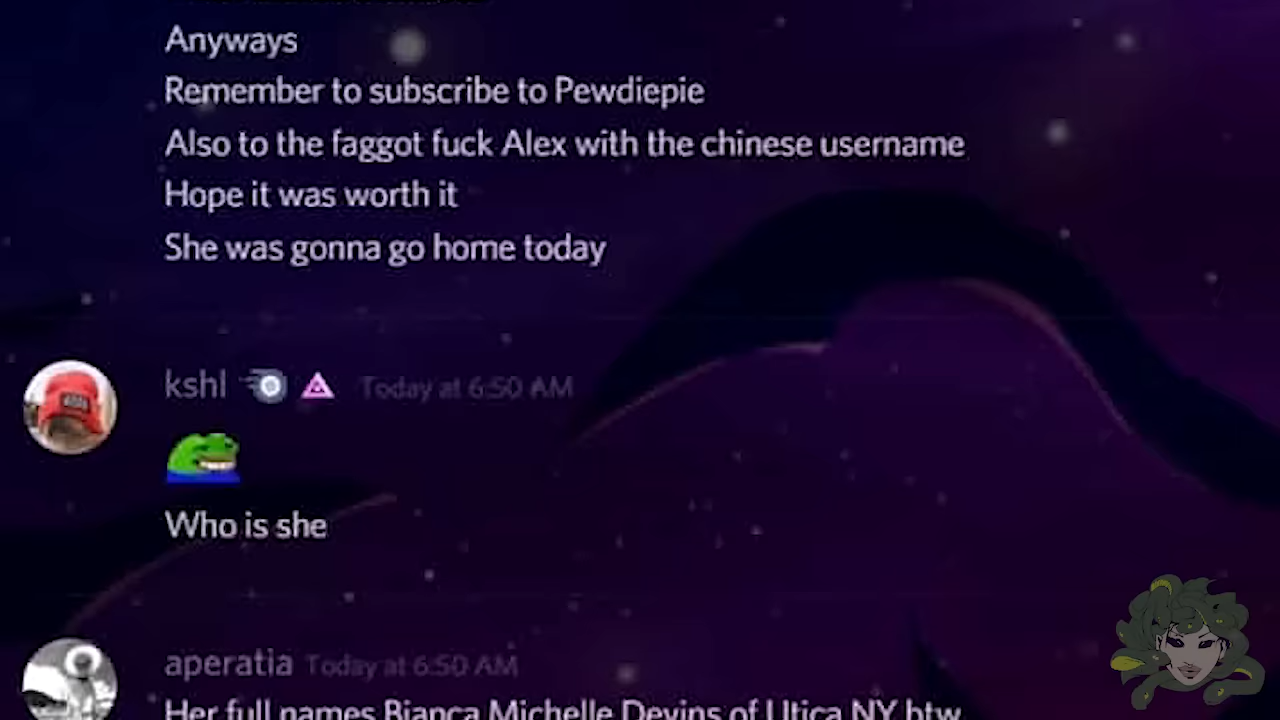 Anyways
Remember to subscribe to Pewdiepie
Also to the faggot fuck Alex with the chinese username
Hope it was worth it
She was gonna go home today
kshl Today at 6:50 AM
Who is she
aperatia Today at 6:50 AM
Her full names Bianca Michelle Devins of Utica NY btw